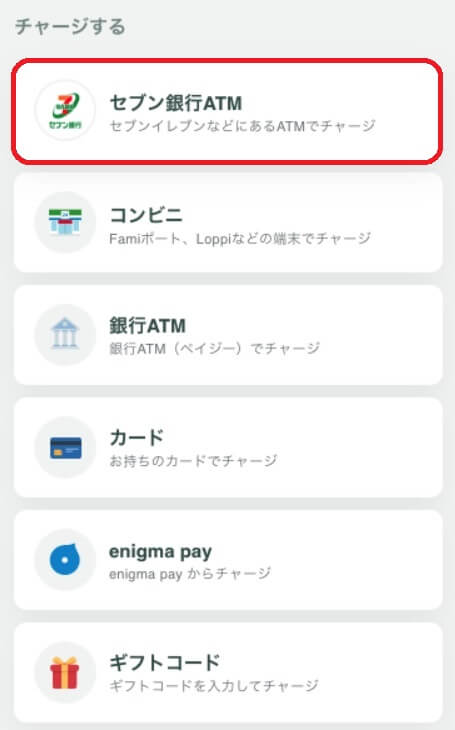 チャージする
セブン銀行
セブン銀行ATM
セブンイレブンなどにあるATMでチャージ
コンビニ
Famiポート、Loppiなどの端末でチャージ
銀行ATM
銀行ATM（ペイジー）でチャージ
カード
お持ちのカードでチャージ
enigma pay
enigma pay からチャージ
ギフトコード
ギフトコードを入力してチャージ